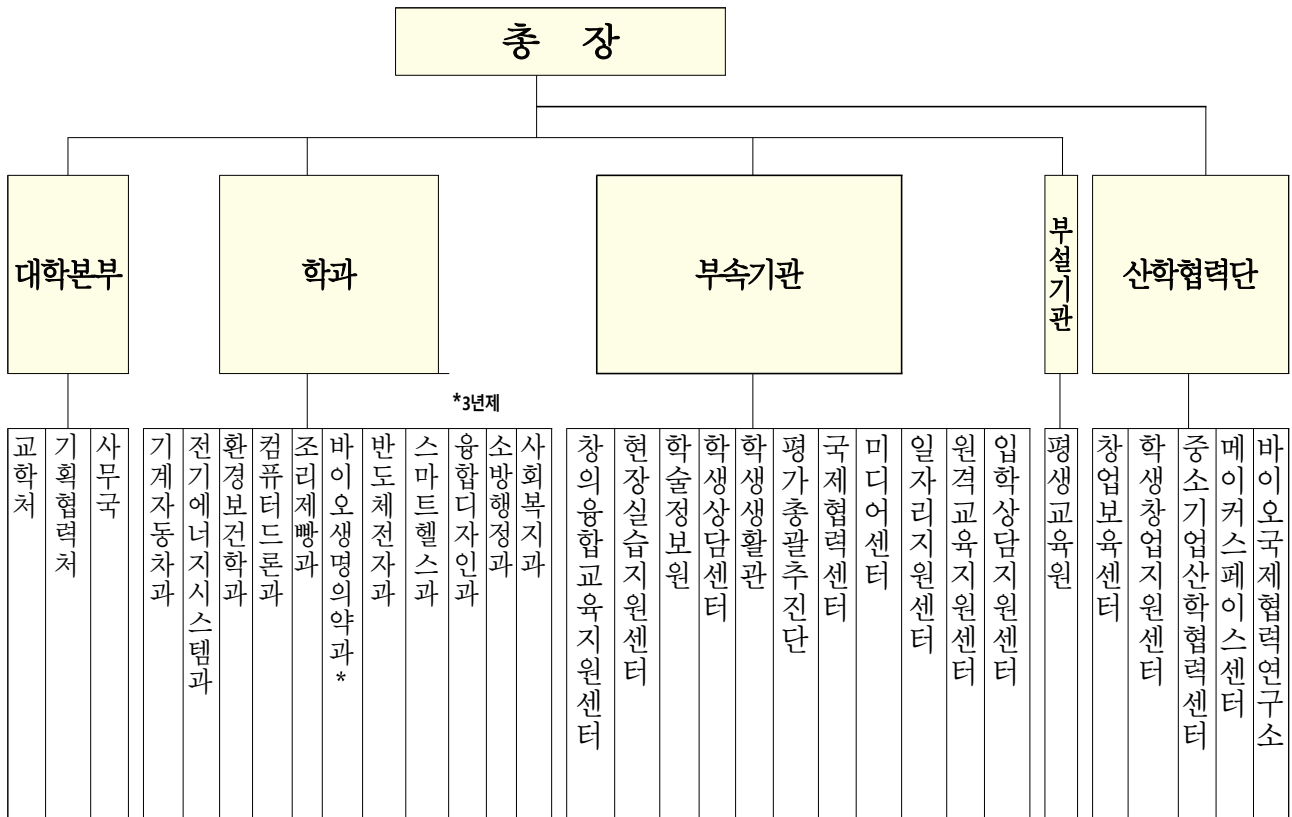 총 장
대학본부
학과
부속기관
부설기관
산학협력단
*3년제
교학처
기획협력처
사무국
기계자동차과
전기에너지시스템과
환경보건학과
컴퓨터드론과
조리제빵과
바이오생명의약과*
반도체전자과
스마트헬스과
융합디자인과
소방행정과
사회복지과
창의융합교육지원센터
현장실습지원센터
학술정보원
학생상담센터
학생생활관
평가총괄추진단
국제협력센터
미디어센터
일자리지원센터
원격교육지원센터
입학상담지원센터
평생교육원
창업보육센터
학생창업지원센터
중소기업산학협력센터
메이커스페이스센터
바이오국제협력연구소